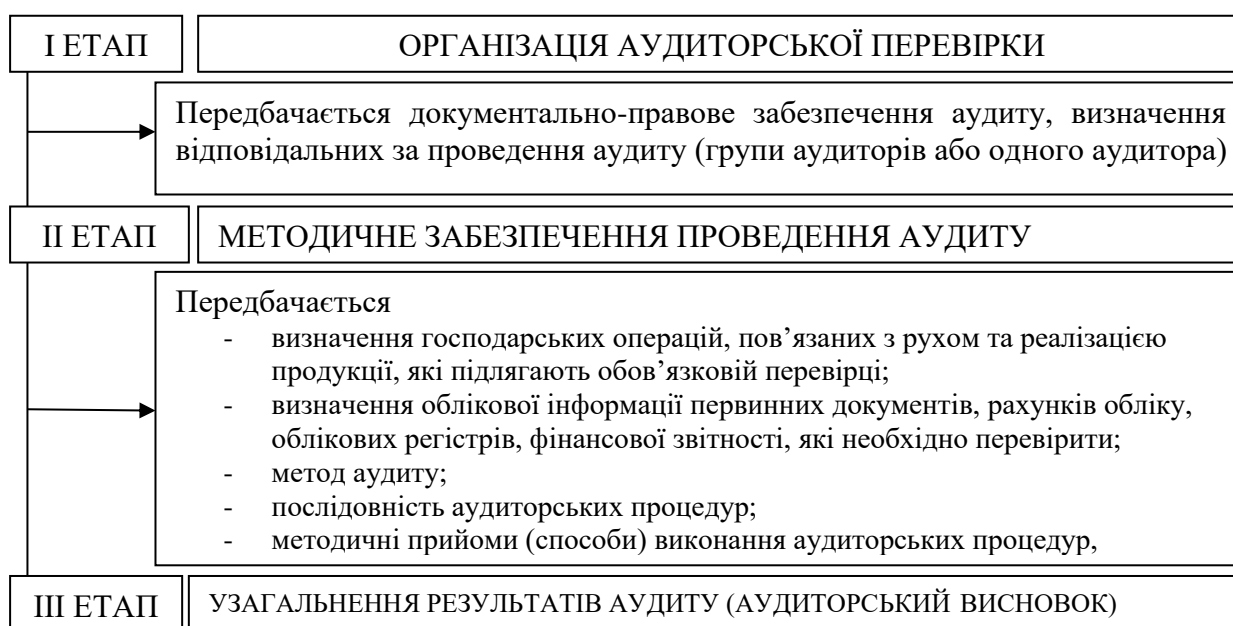 І ЕТАП
ОРГАНІЗАЦІЯ АУДИТОРСЬКОЇ ПЕРЕВІРКИ
Передбачається документально-правове забезпечення аудиту, визначення
відповідальних за проведення аудиту (групи аудиторів або одного аудитора)
ІІ ЕТАП
МЕТОДИЧНЕ ЗАБЕЗПЕЧЕННЯ ПРОВЕДЕННЯ АУДИТУ
Передбачається
- визначення господарських операцій, пов’язаних з рухом та реалізацією
продукції, які підлягають обов’язковій перевірці;
- визначення облікової інформації первинних документів, рахунків обліку,
облікових регістрів, фінансової звітності, які необхідно перевірити;
- метод аудиту;
- послідовність аудиторських процедур;
- методичні прийоми (способи) виконання аудиторських процедур,
ІІІ ЕТАП
УЗАГАЛЬНЕННЯ РЕЗУЛЬТАТІВ АУДИТУ (АУДИТОРСЬКИЙ ВИСНОВОК)